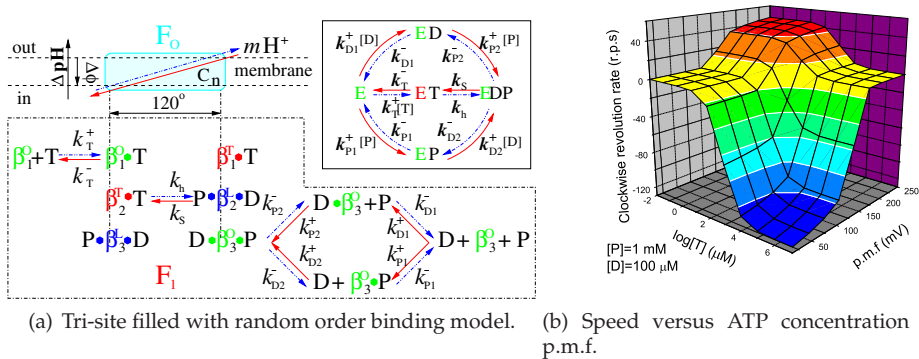 F_O
out
in
ΔpH
Δφ
mH⁺
C_n
membrane
120°
k_D1^+[D]
ED
k_D1^-
k_P2^-
k_P2^+[P]
E
k_T^-
k_T^+[T]
ET
k_S
k_h
EDP
k_P1^+[P]
k_P1^-
EP
k_D2^-
k_D2^+[D]
β_1^O+T
k_T^+
k_T^-
β_1^O•T
β_1^T•T
β_2^T•T
k_h
k_S
P•β_2^L•D
P•β_3^L•D
D•β_3^O•P
k_P2^-
k_P2^+
k_D2^+
k_D2^-
D•β_3^O+P
D+β_3^O•P
k_D1^-
k_D1^+
k_P1^+
k_P1^-
D+β_3^O+P
F_1
(a) Tri-site filled with random order binding model.
Clockwise revolution rate (r.p.s)
40
0
-40
-80
-120
-2
0
2
4
6
log[T] (μM)
50
100
150
200
250
p.m.f (mV)
[P]=1 mM
[D]=100 μM
(b) Speed versus ATP concentration
p.m.f.